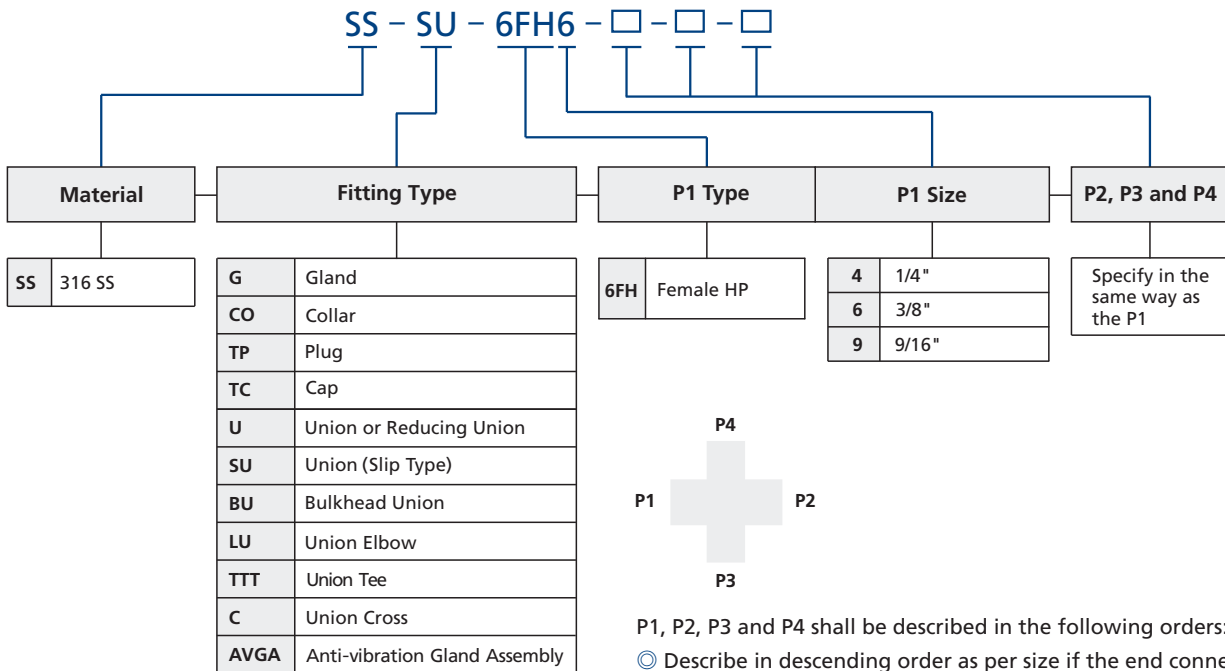 SS – SU – 6FH6 – □ – □ – □
Material
Fitting Type
P1 Type
P1 Size
P2, P3 and P4
SS 316 SS
G Gland
CO Collar
TP Plug
TC Cap
U Union or Reducing Union
SU Union (Slip Type)
BU Bulkhead Union
LU Union Elbow
TTT Union Tee
C Union Cross
AVGA Anti-vibration Gland Assembly
6FH Female HP
4 1/4"
6 3/8"
9 9/16"
Specify in the
same way as
the P1
P4
P1
P2
P3
P1, P2, P3 and P4 shall be described in the following orders:
◎ Describe in descending order as per size if the end conne